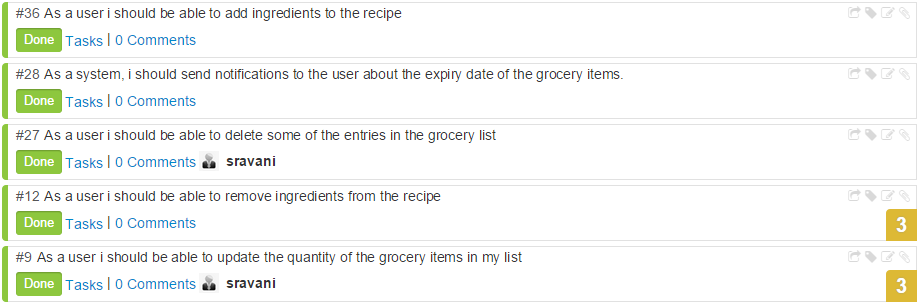 #36 As a user i should be able to add ingredients to the recipe
Done Tasks | 0 Comments
#28 As a system, i should send notifications to the user about the expiry date of the grocery items.
Done Tasks | 0 Comments
#27 As a user i should be able to delete some of the entries in the grocery list
Done Tasks | 0 Comments sravani
#12 As a user i should be able to remove ingredients from the recipe
Done Tasks | 0 Comments 3
#9 As a user i should be able to update the quantity of the grocery items in my list
Done Tasks | 0 Comments sravani 3